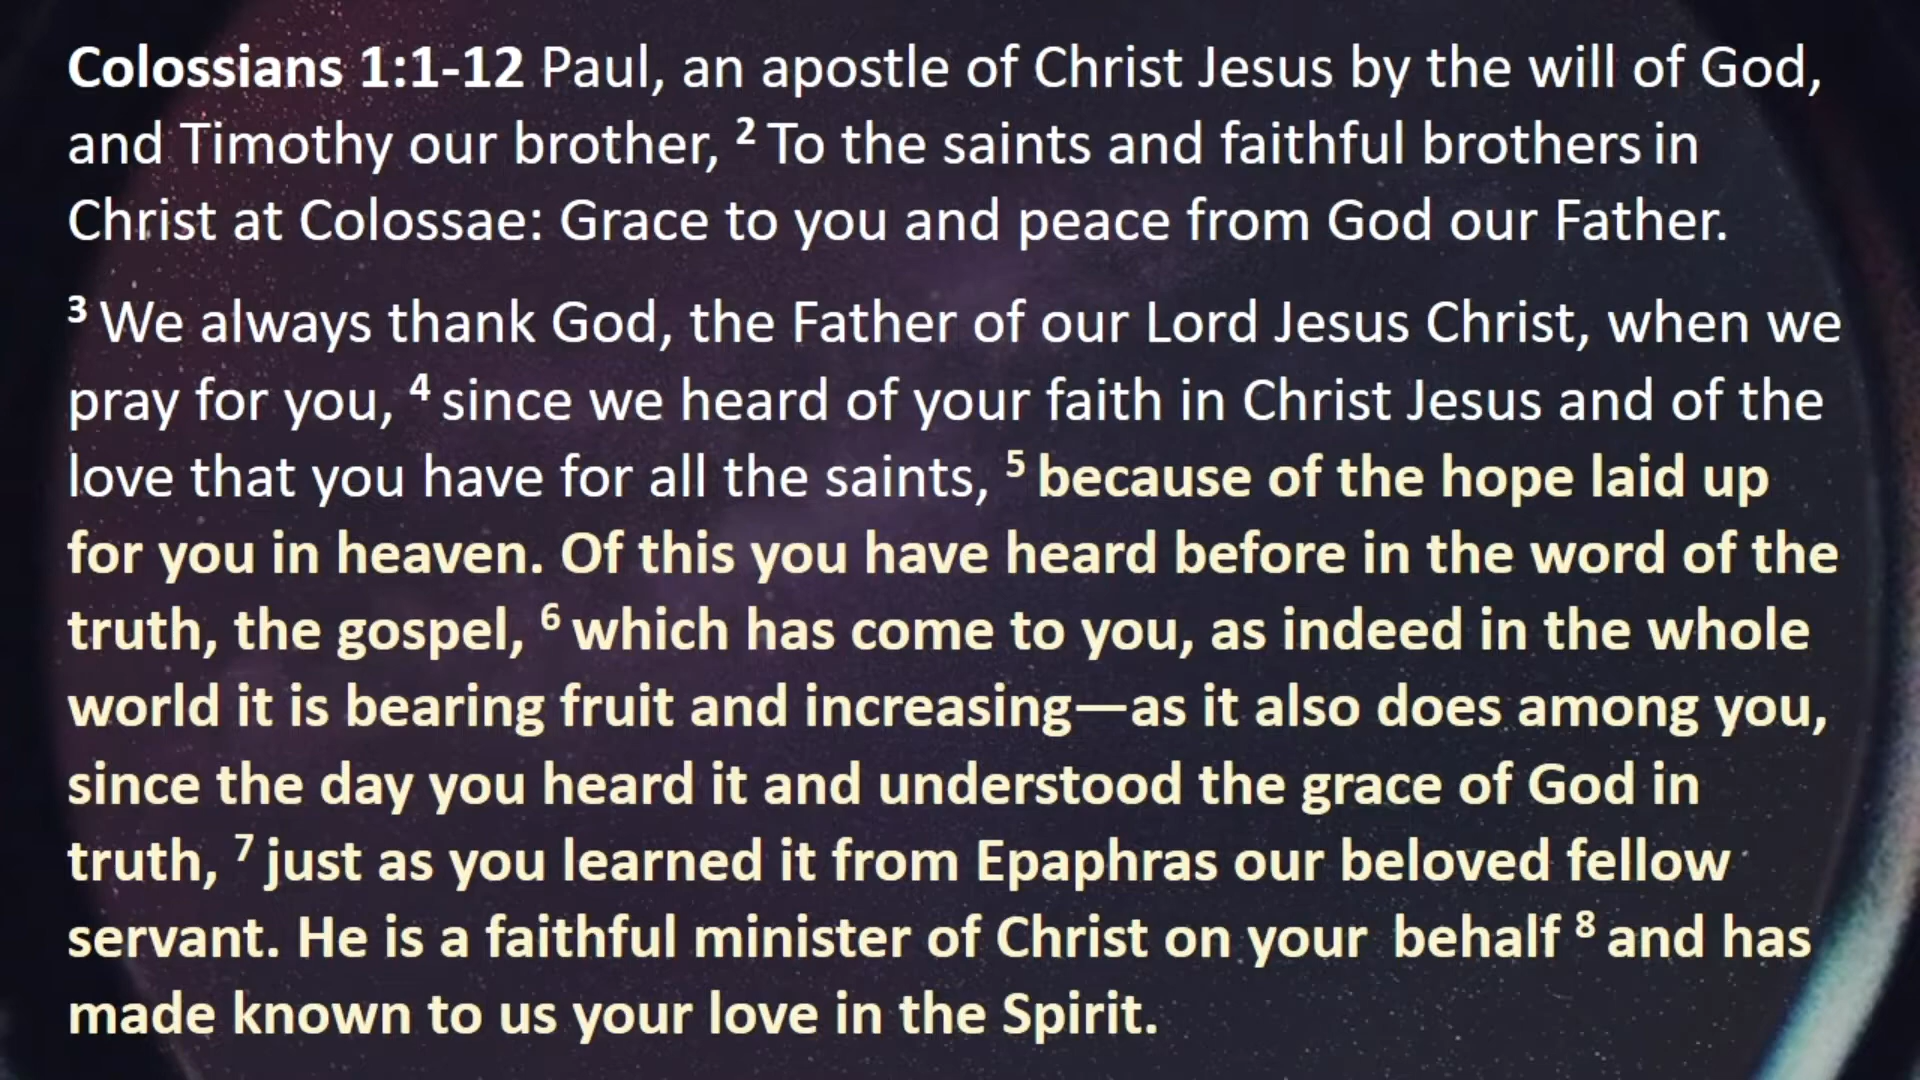 Colossians 1:1-12 Paul, an apostle of Christ Jesus by the will of God,
and Timothy our brother, 2 To the saints and faithful brothers in
Christ at Colossae: Grace to you and peace from God our Father.
3 We always thank God, the Father of our Lord Jesus Christ, when we
pray for you, 4 since we heard of your faith in Christ Jesus and of the
love that you have for all the saints, 5 because of the hope laid up
for you in heaven. Of this you have heard before in the word of the
truth, the gospel, 6 which has come to you, as indeed in the whole
world it is bearing fruit and increasing—as it also does among you,
since the day you heard it and understood the grace of God in
truth, 7 just as you learned it from Epaphras our beloved fellow
servant. He is a faithful minister of Christ on your behalf 8 and has
made known to us your love in the Spirit.